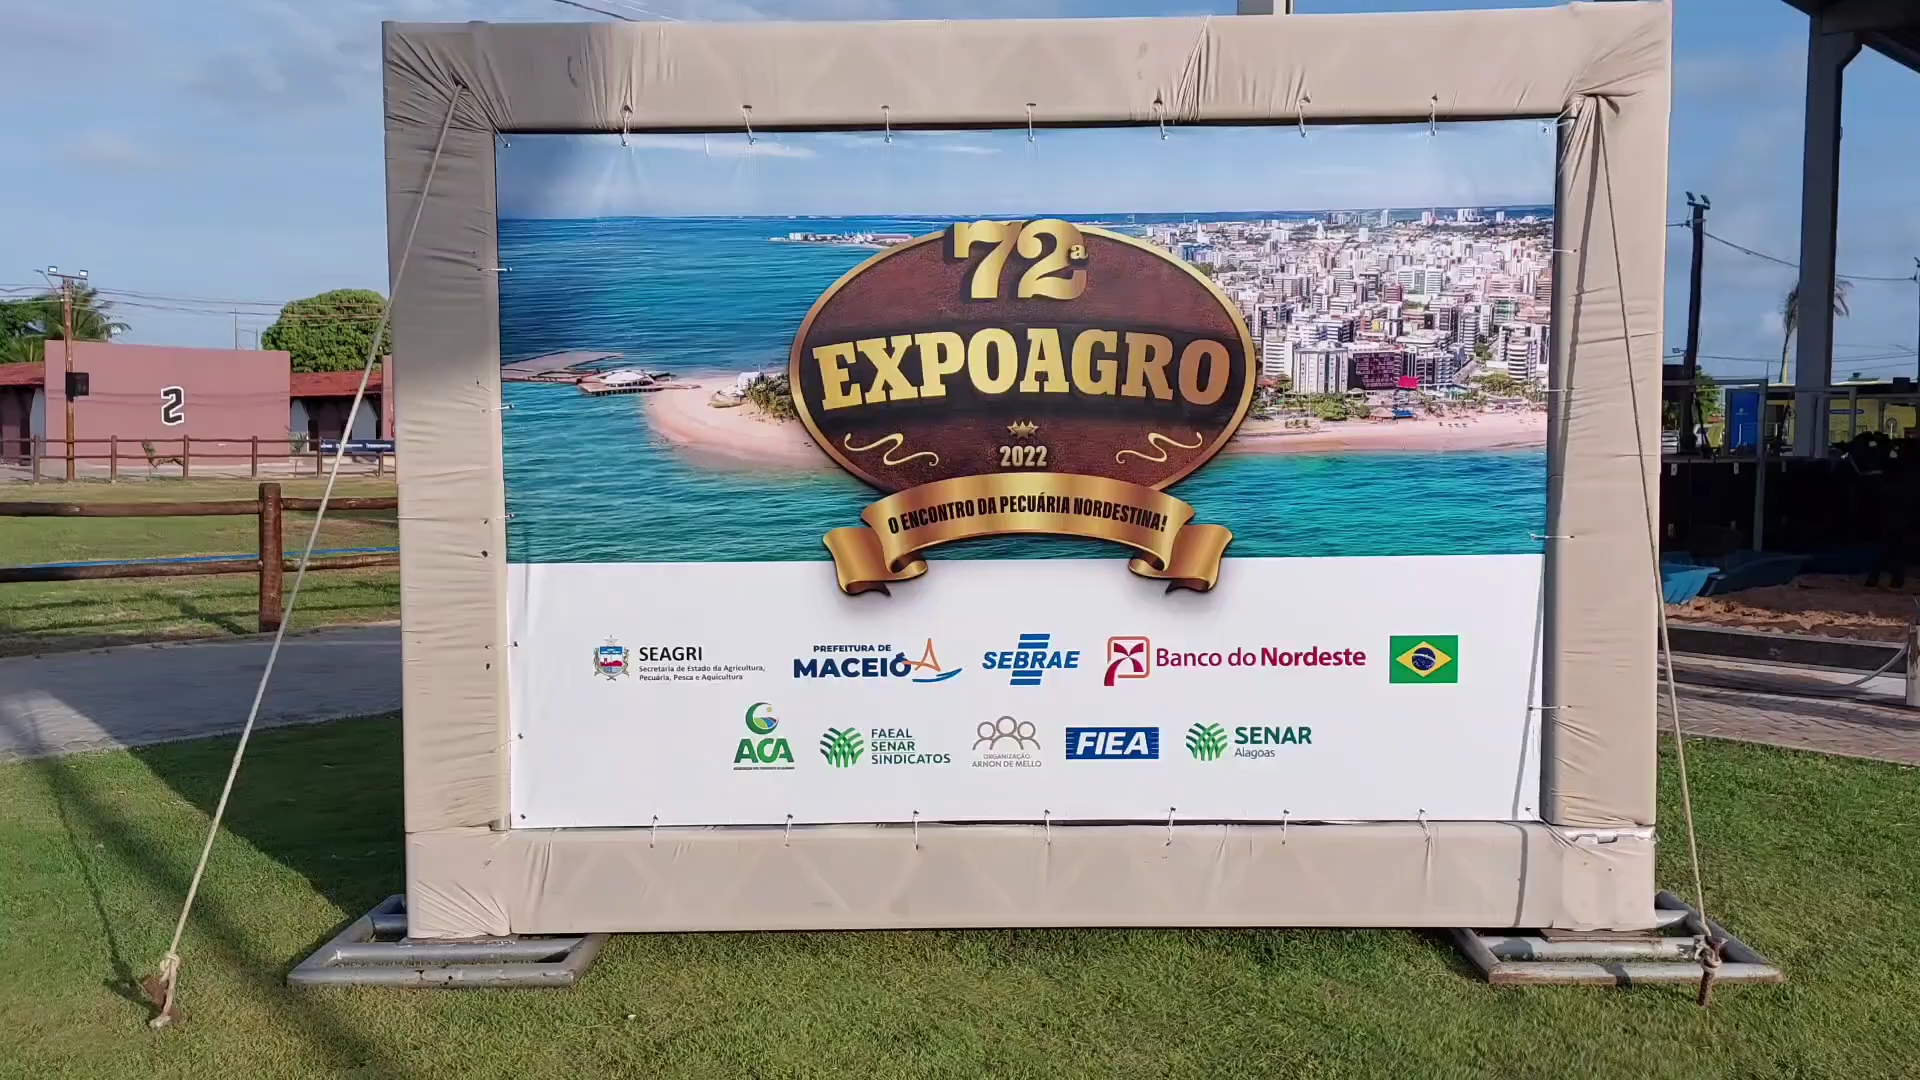 72ª
EXPOAGRO
2022
O ENCONTRO DA PECUÁRIA NORDESTINA!
SEAGRI
Secretaria de Estado da Agricultura,
Pecuária, Pesca e Aquicultura
PREFEITURA DE
MACEIÓ
SEBRAE
Banco do Nordeste
ACA
FAEAL
SENAR
SINDICATOS
ORGANIZAÇÃO
ARNON DE MELLO
FIEA
SENAR
Alagoas
2